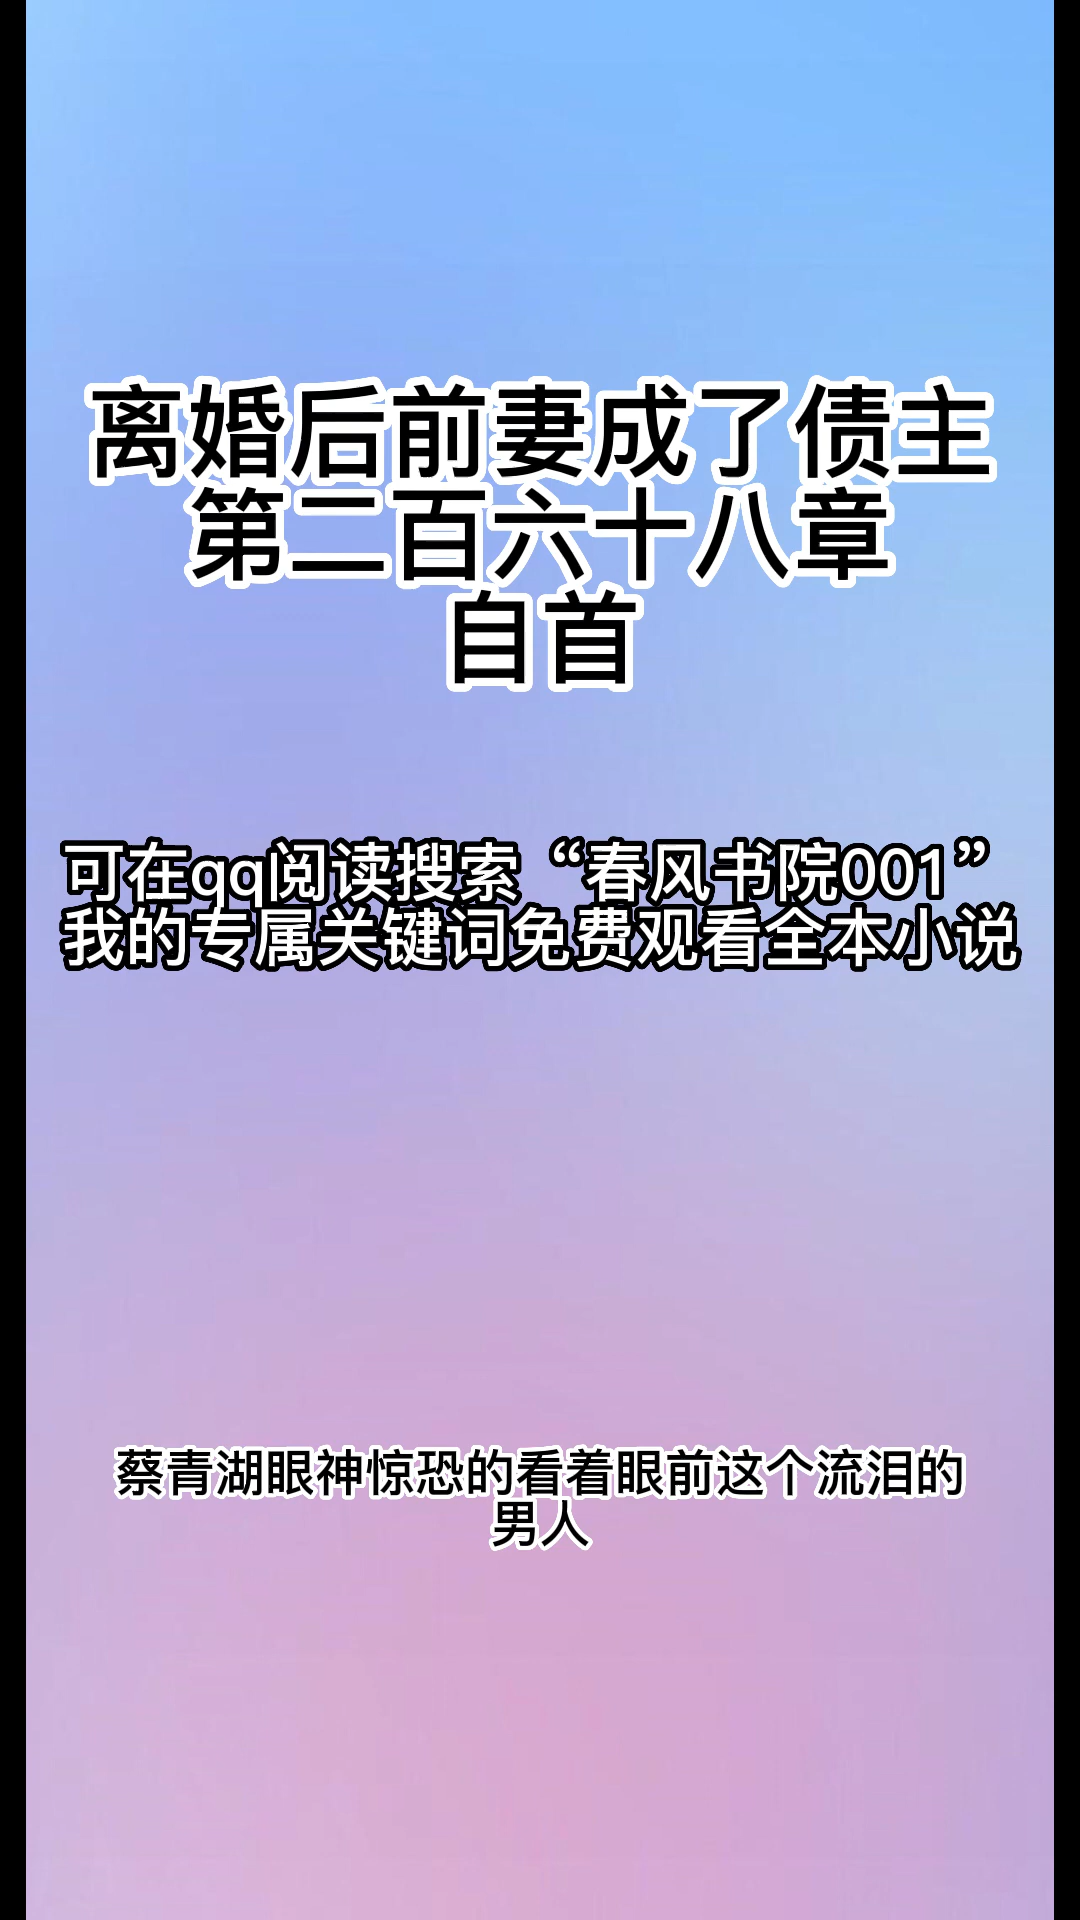 离婚后前妻成了债主
第二百六十八章
自首
可在qq阅读搜索“春风书院001”
我的专属关键词免费观看全本小说
蔡青湖眼神惊恐的看着眼前这个流泪的
男人